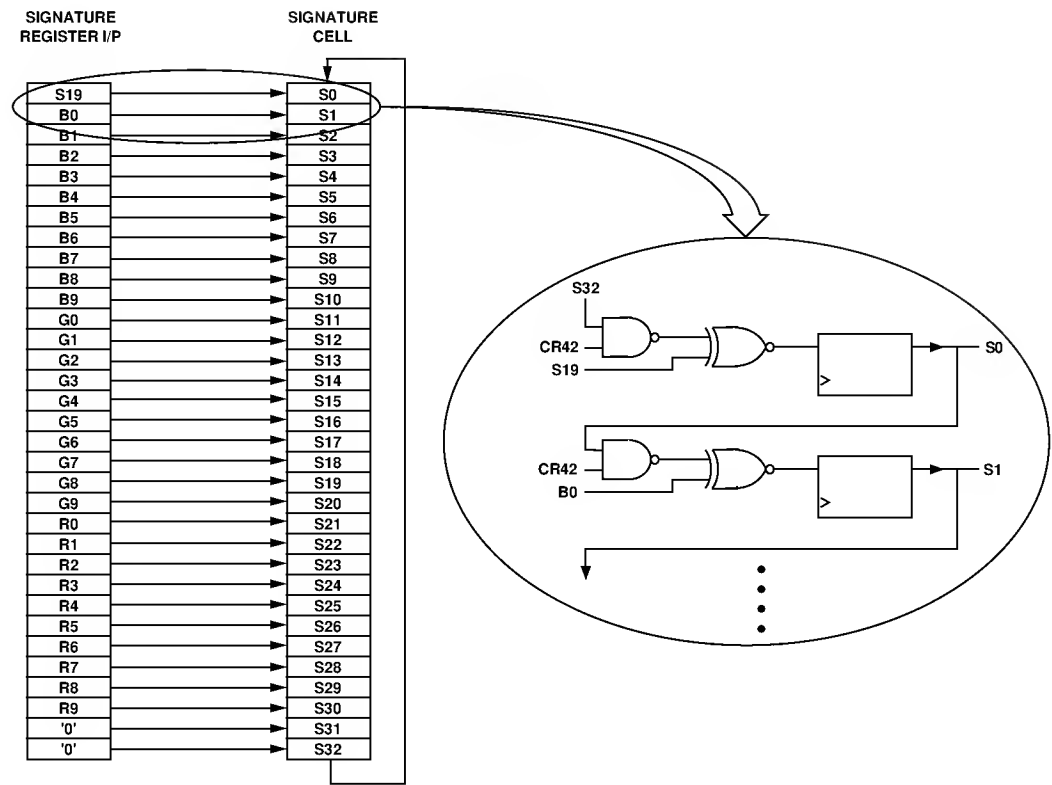 SIGNATURE
REGISTER I/P
SIGNATURE
CELL
S19 S0
B0 S1
B1 S2
B2 S3
B3 S4
B4 S5
B5 S6
B6 S7
B7 S8
B8 S9
B9 S10
G0 S11
G1 S12
G2 S13
G3 S14
G4 S15
G5 S16
G6 S17
G7 S18
G8 S19
G9 S20
R0 S21
R1 S22
R2 S23
R3 S24
R4 S25
R5 S26
R6 S27
R7 S28
R8 S29
R9 S30
'0' S31
'0' S32
S32
CR42
S19
S0
CR42
B0
S1